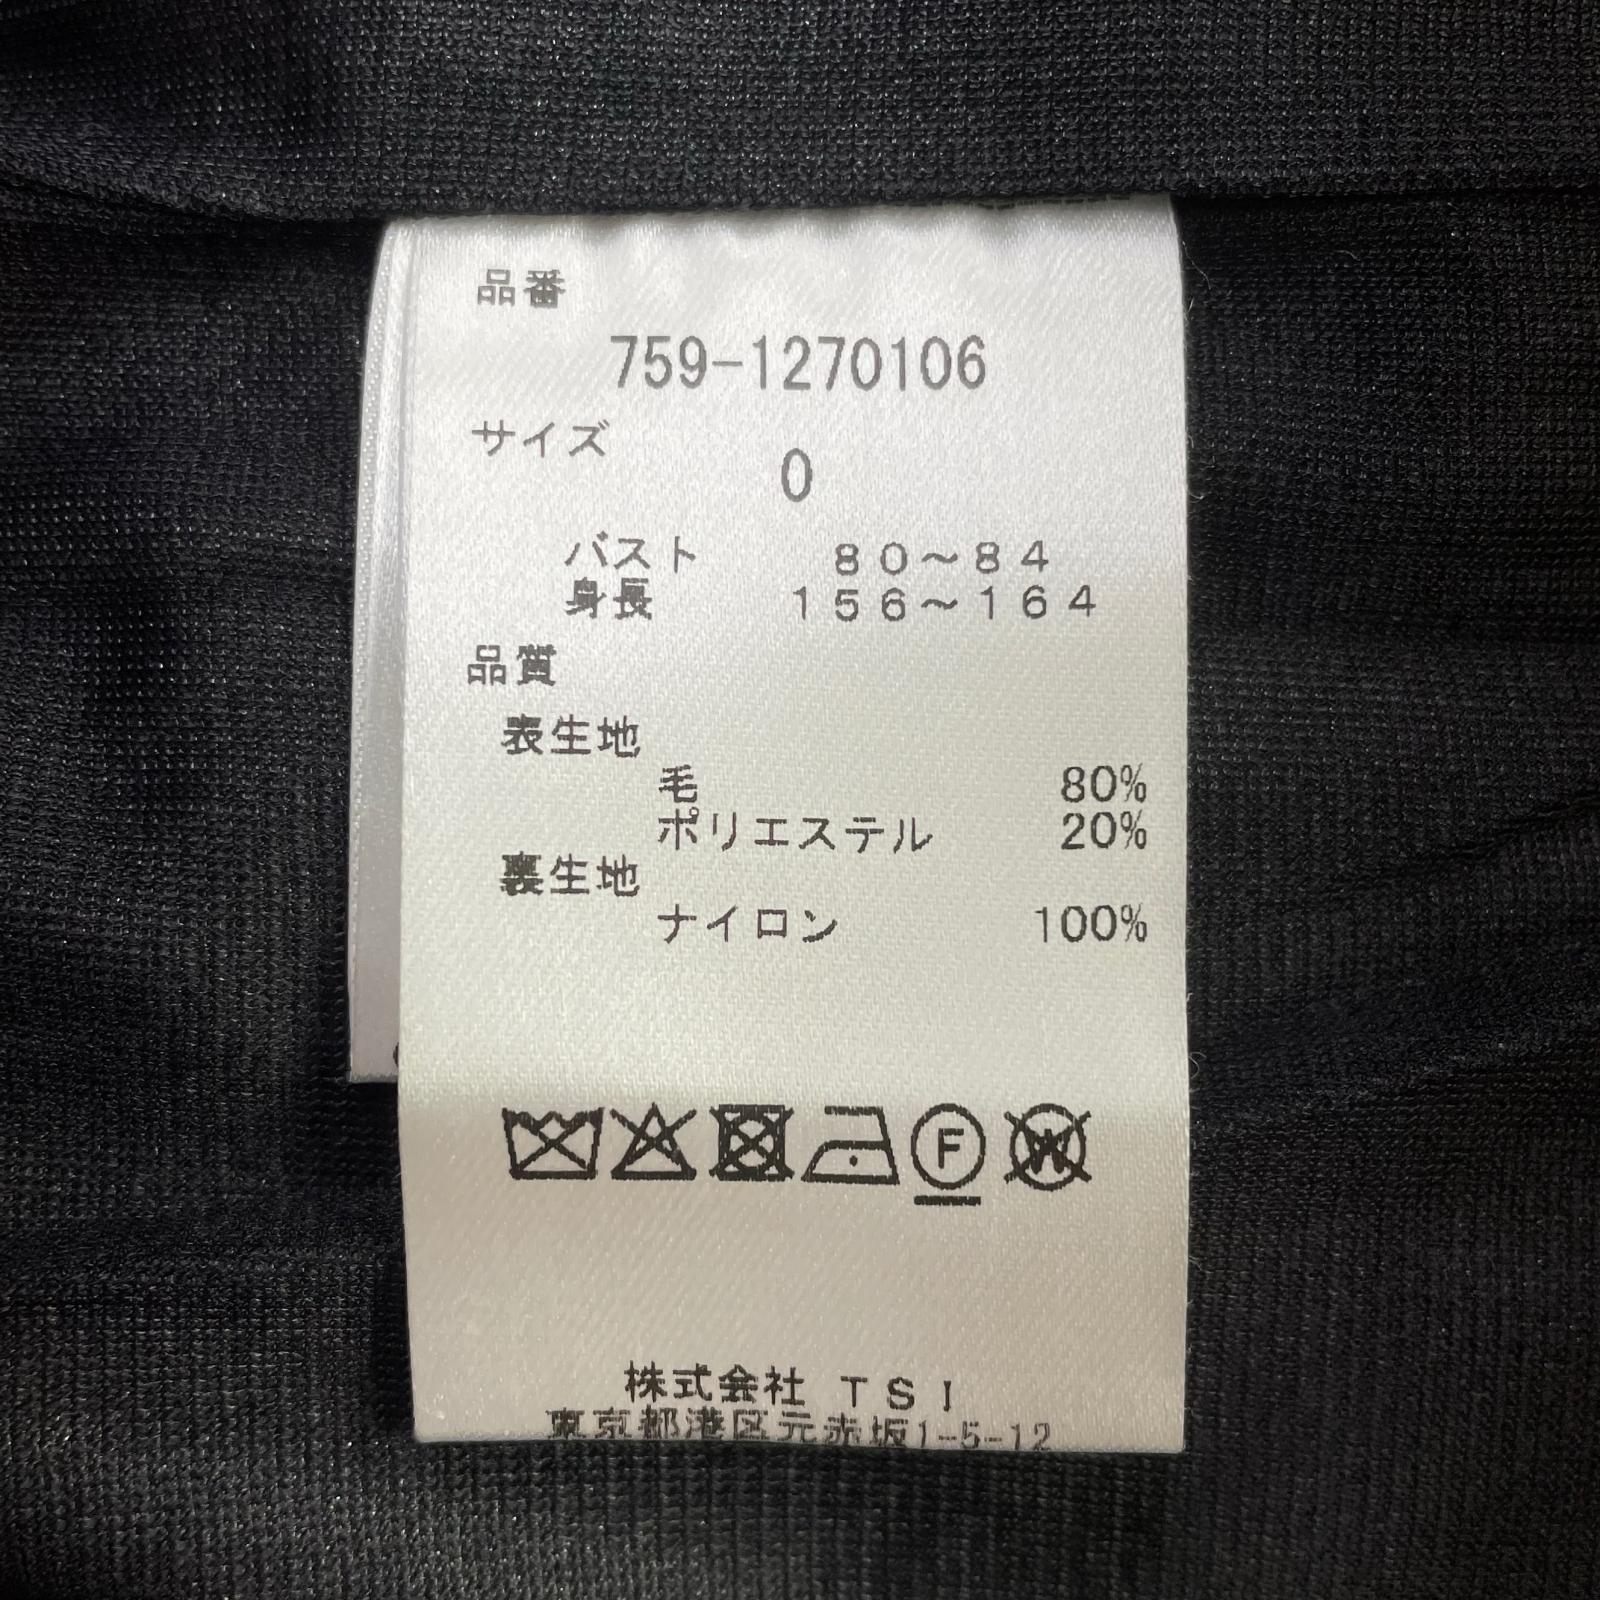 品番
759-1270106
サイズ
0
バスト 80～84
身長 156～164
品質
表生地
毛 80%
ポリエステル 20%
裏生地
ナイロン 100%
F
W
株式会社 TSI
東京都港区元赤坂1-5-12